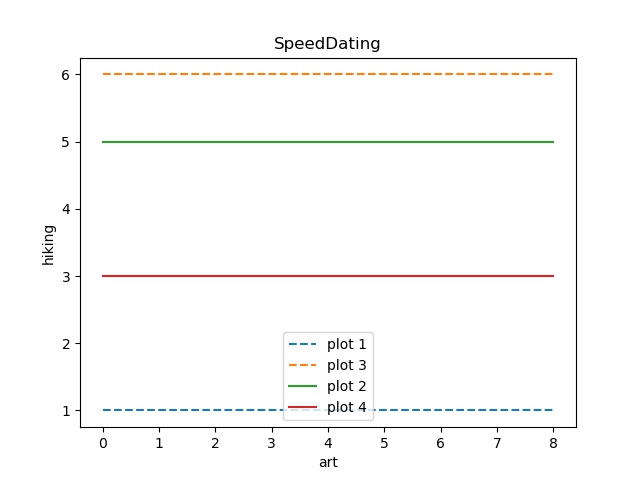 SpeedDating
6
5
4
3
2
1
hiking
plot 1
plot 3
plot 2
plot 4
0 1 2 3 4 5 6 7 8
art